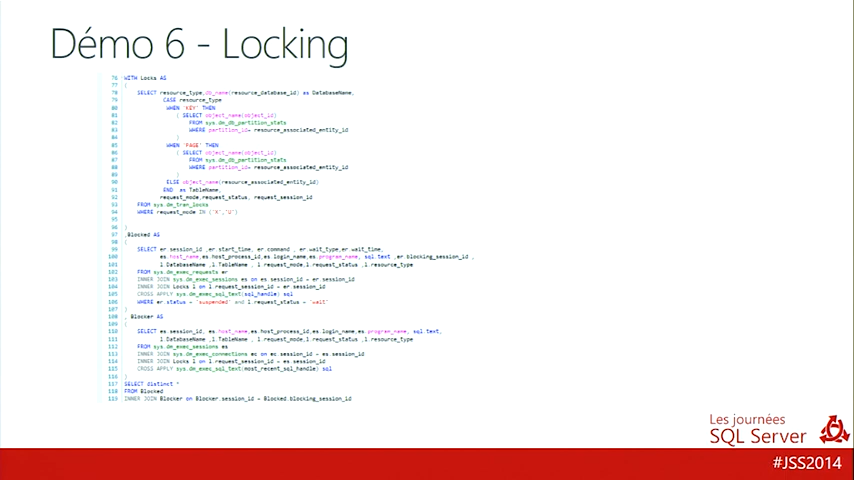 Démo 6 - Locking
76 WITH Locks AS
77 (
78 SELECT resource_type,db_name(resource_database_id) as DatabaseName,
79 CASE resource_type
80 WHEN 'KEY' THEN
81 ( SELECT object_name(object_id)
82 FROM sys.dm_db_partition_stats
83 WHERE partition_id= resource_associated_entity_id
84 )
85 WHEN 'PAGE' THEN
86 ( SELECT object_name(object_id)
87 FROM sys.dm_db_partition_stats
88 WHERE partition_id= resource_associated_entity_id
89 )
90 ELSE object_name(resource_associated_entity_id)
91 END as TableName,
92 request_mode,request_status, request_session_id
93 FROM sys.dm_tran_locks
94 WHERE request_mode IN ('X','U')
95
96 )
97 ,Blocked AS
98 (
99 SELECT er.session_id ,er.start_time, er.command , er.wait_type,er.wait_time,
100 es.host_name,es.host_process_id,es.login_name,es.program_name, sql.text ,er.blocking_session_id ,
101 l.DatabaseName ,l.TableName , l.request_mode,l.request_status ,l.resource_type
102 FROM sys.dm_exec_requests er
103 INNER JOIN sys.dm_exec_sessions es on es.session_id = er.session_id
104 INNER JOIN Locks l on l.request_session_id = er.session_id
105 CROSS APPLY sys.dm_exec_sql_text(sql_handle) sql
106 WHERE er.status = 'suspended' and l.request_status = 'wait'
107 )
108 , Blocker AS
109 (
110 SELECT es.session_id, es.host_name,es.host_process_id,es.login_name,es.program_name, sql.text,
111 l.DatabaseName ,l.TableName , l.request_mode,l.request_status ,l.resource_type
112 FROM sys.dm_exec_sessions es
113 INNER JOIN sys.dm_exec_connections ec on ec.session_id = es.session_id
114 INNER JOIN Locks l on l.request_session_id = es.session_id
115 CROSS APPLY sys.dm_exec_sql_text(most_recent_sql_handle) sql
116 )
117 SELECT distinct *
118 FROM Blocked
119 INNER JOIN Blocker on Blocker.session_id = Blocked.blocking_session_id
Les journées
SQL Server
#JSS2014